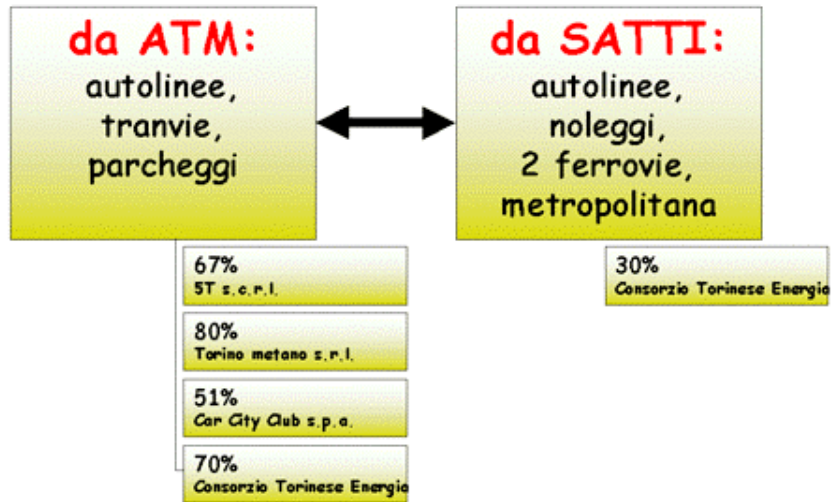 da ATM:
autolinee,
tranvie,
parcheggi
da SATTI:
autolinee,
noleggi,
2 ferrovie,
metropolitana
67%
5T s.c.r.l.
80%
Torino metano s.r.l.
51%
Car City Club s.p.a.
70%
Consorzio Torinese Energia
30%
Consorzio Torinese Energia